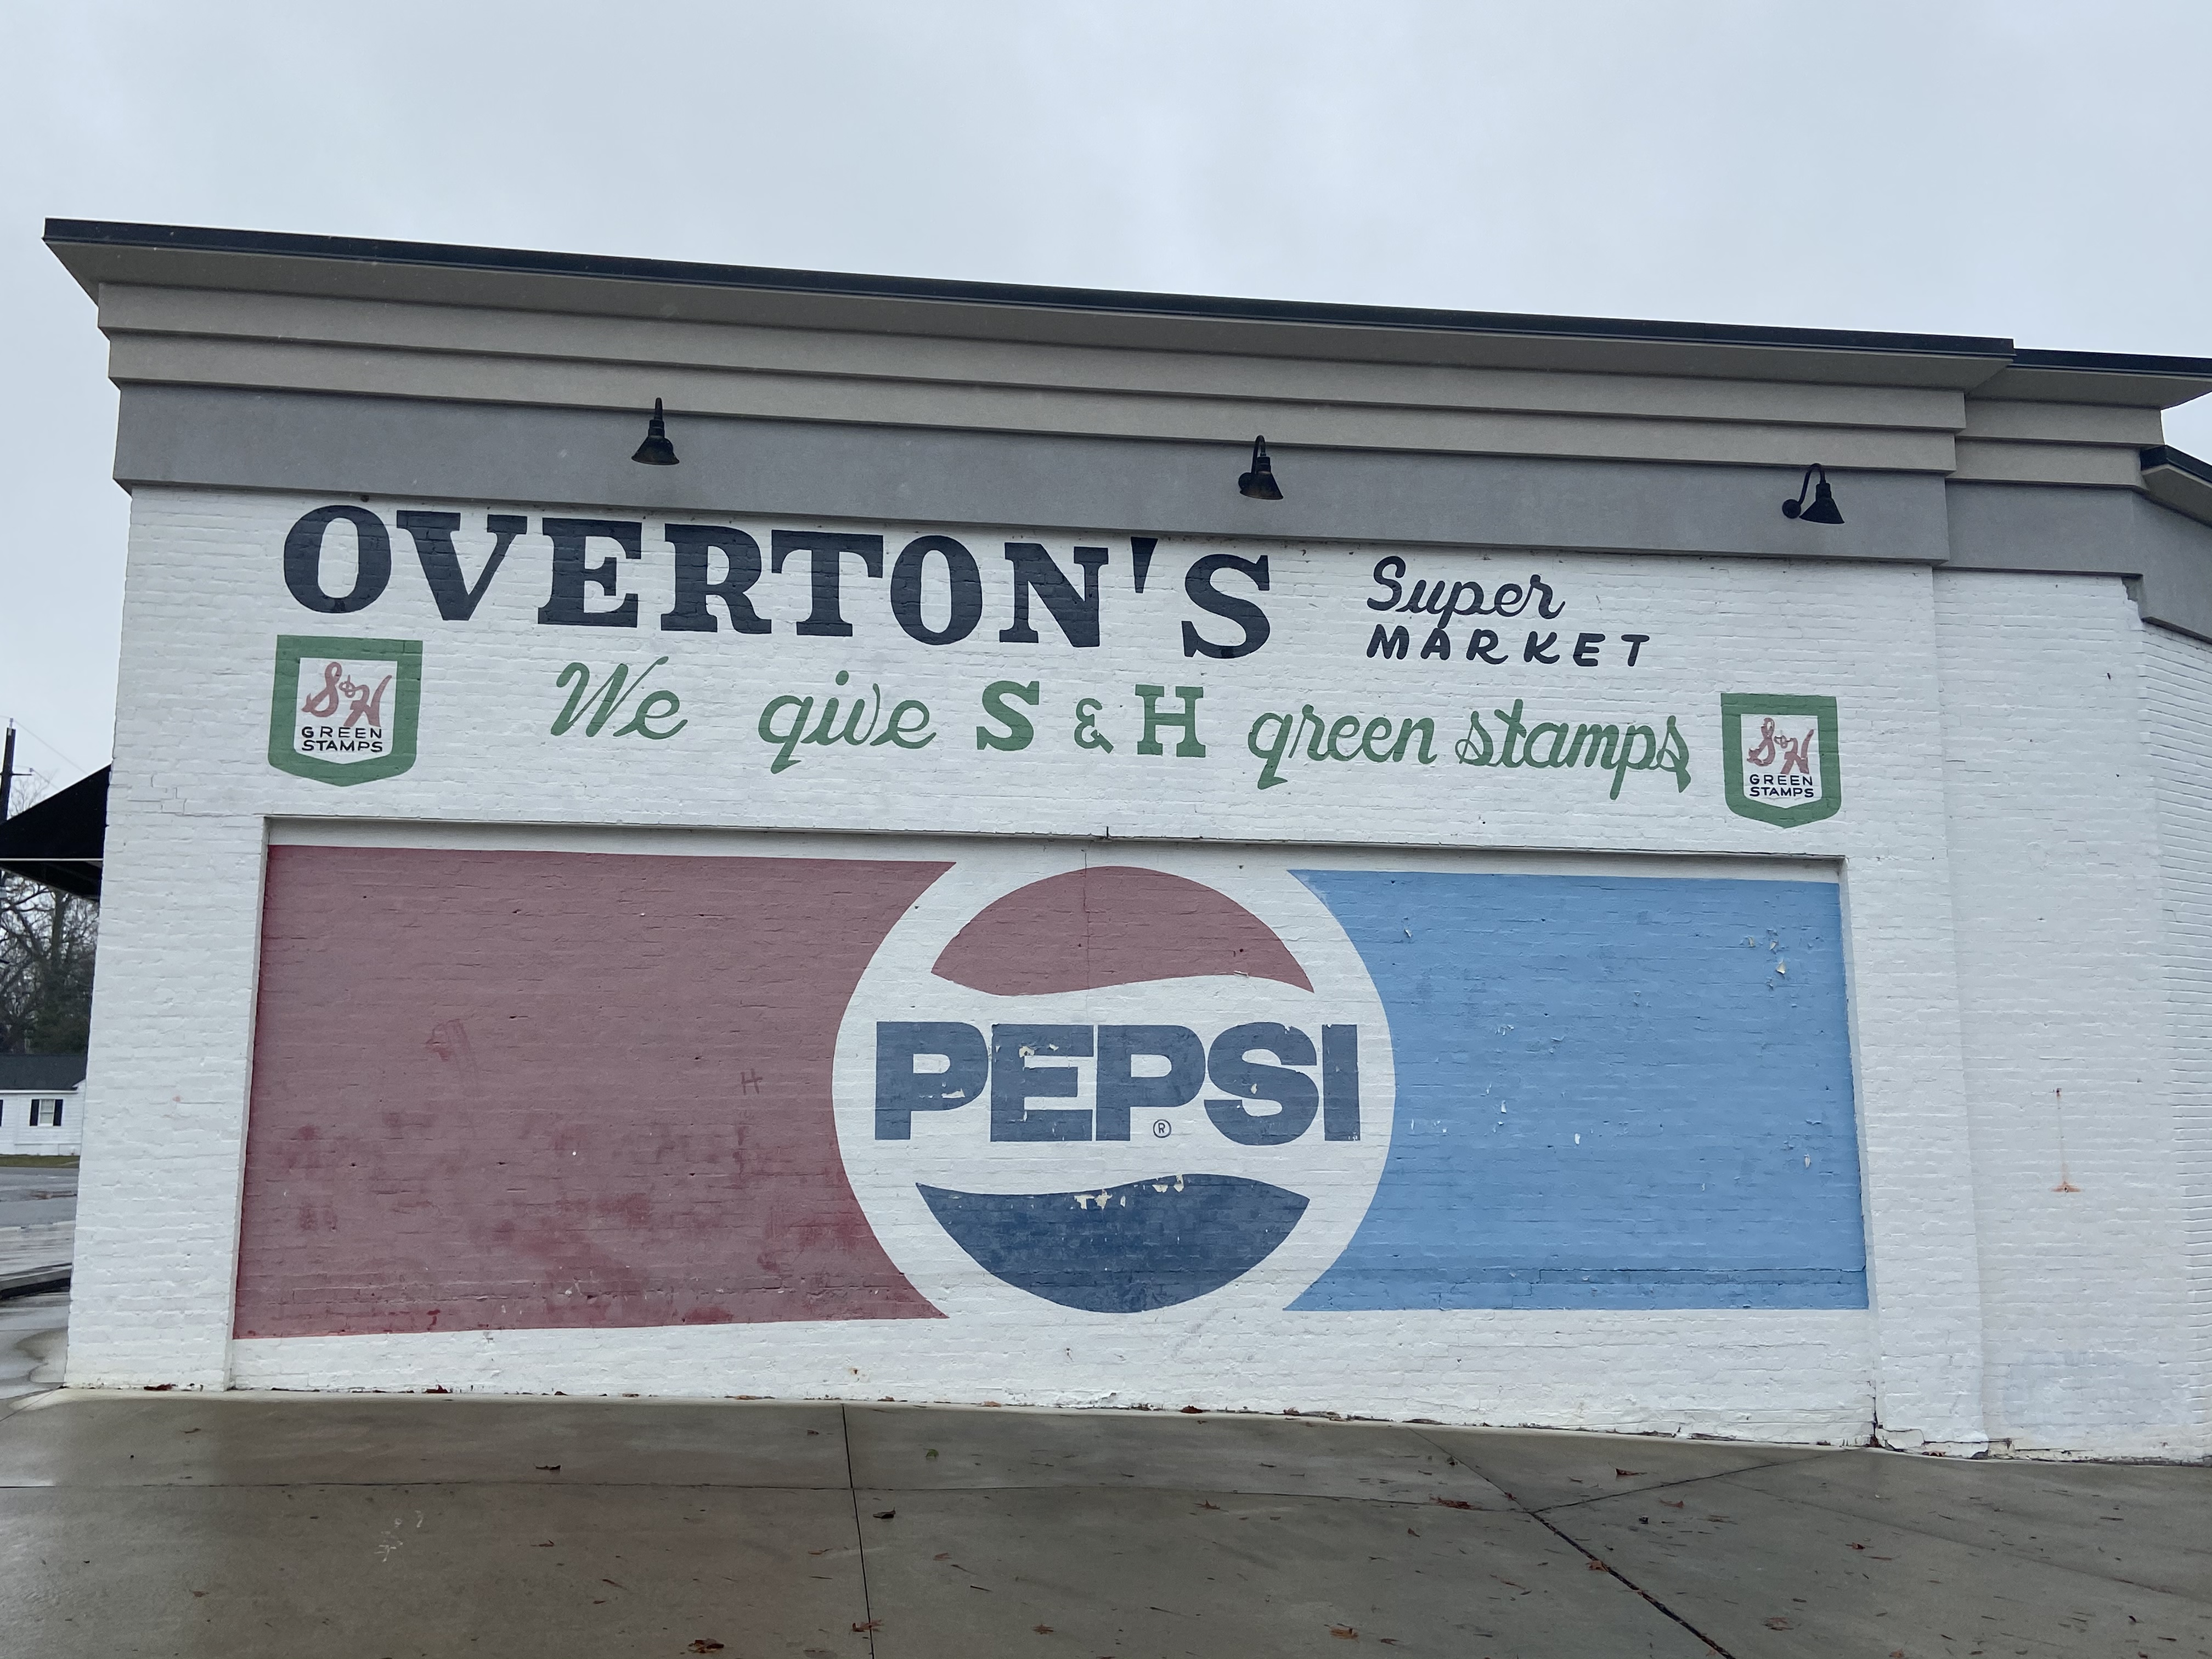 OVERTON'S Super
MARKET
S&H
GREEN
STAMPS
We give S & H green stamps
S&H
GREEN
STAMPS
PEPSI
®
H